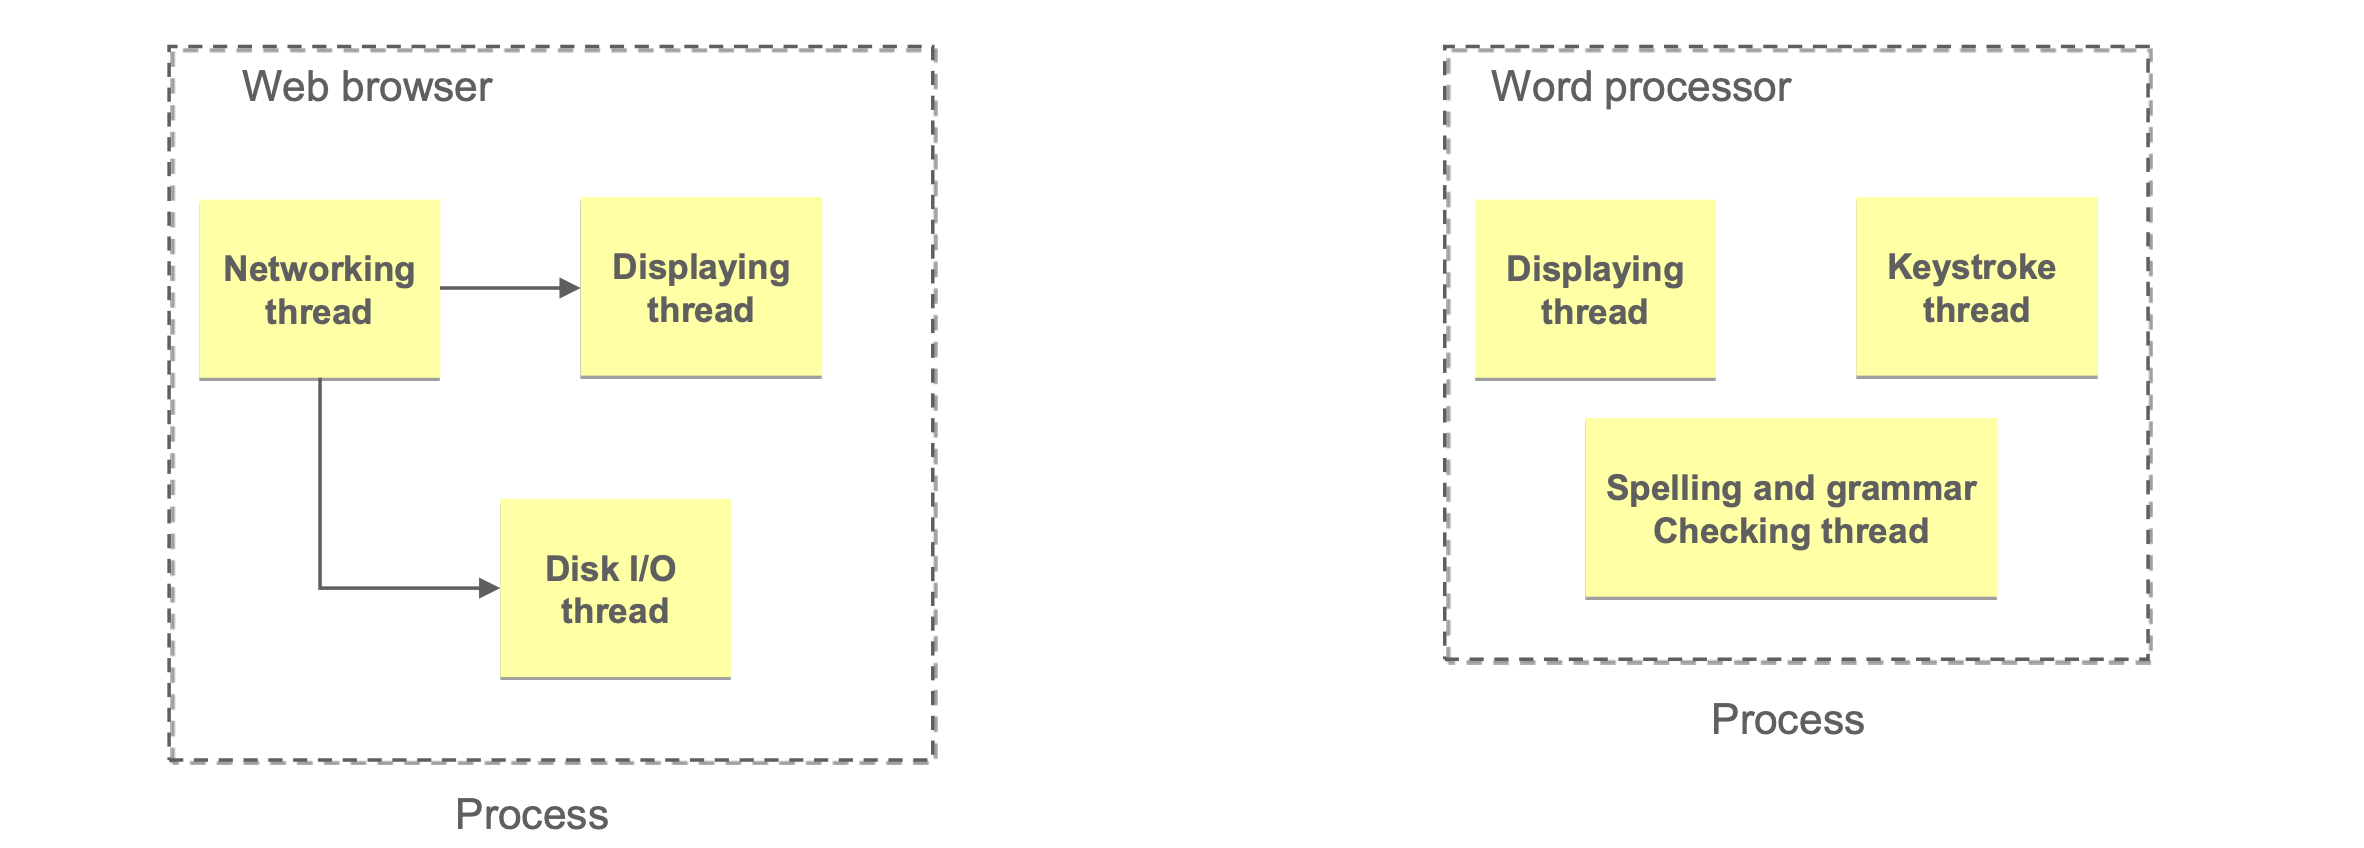 Web browser
Networking
thread
Displaying
thread
Disk I/O
thread
Process
Word processor
Displaying
thread
Keystroke
thread
Spelling and grammar
Checking thread
Process